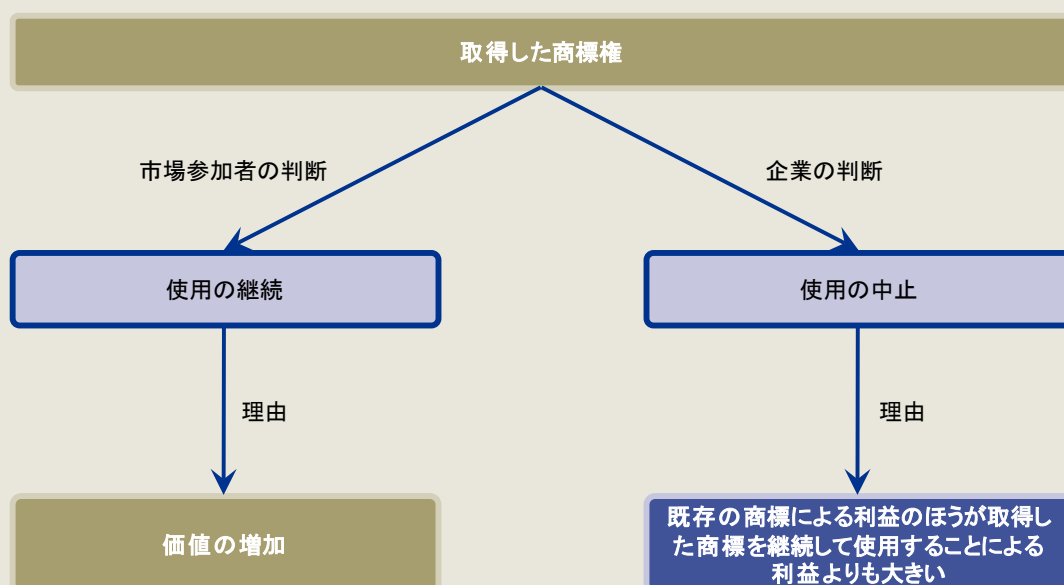 取得した商標権
市場参加者の判断
企業の判断
使用の継続
使用の中止
理由
理由
価値の増加
既存の商標による利益のほうが取得し
た商標を継続して使用することによる
利益よりも大きい